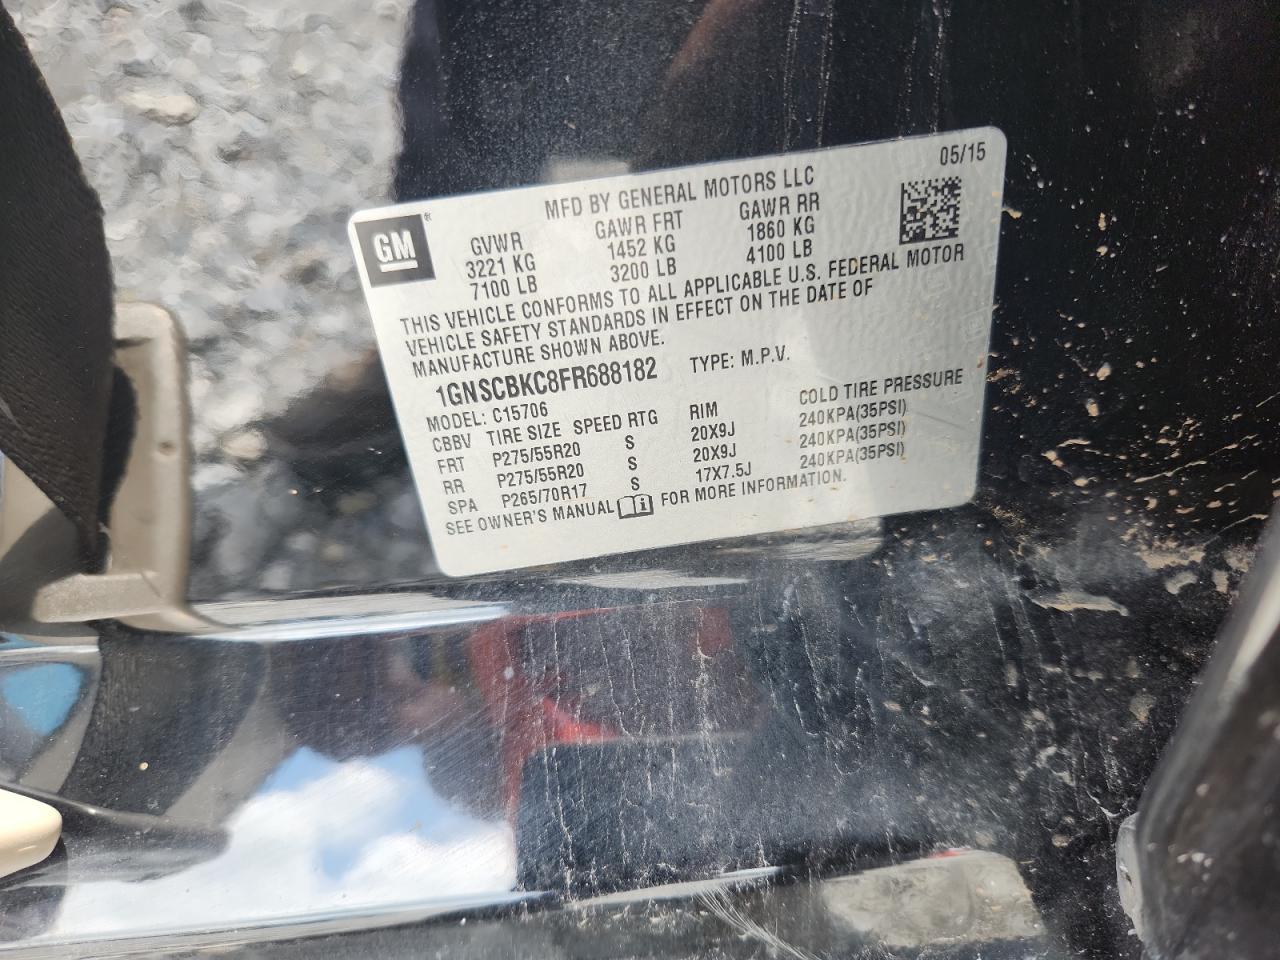 05/15
MFD BY GENERAL MOTORS LLC
GM®
GVWR GAWR FRT GAWR RR
3221 KG 1452 KG 1860 KG
7100 LB 3200 LB 4100 LB
THIS VEHICLE CONFORMS TO ALL APPLICABLE U.S. FEDERAL MOTOR
VEHICLE SAFETY STANDARDS IN EFFECT ON THE DATE OF
MANUFACTURE SHOWN ABOVE.
1GNSCBKC8FR688182 TYPE: M.P.V.
MODEL: C15706
CBBV TIRE SIZE SPEED RTG RIM COLD TIRE PRESSURE
FRT P275/55R20 S 20X9J 240KPA(35PSI)
RR P275/55R20 S 20X9J 240KPA(35PSI)
SPA P265/70R17 S 17X7.5J 240KPA(35PSI)
SEE OWNER'S MANUAL FOR MORE INFORMATION.